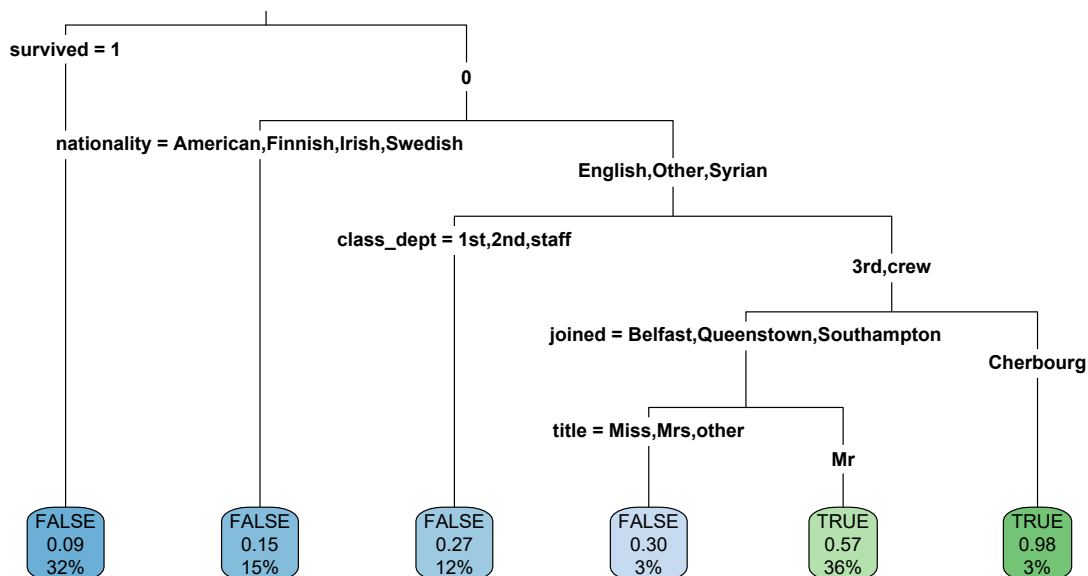 survived = 1
0
nationality = American,Finnish,Irish,Swedish
English,Other,Syrian
class_dept = 1st,2nd,staff
3rd,crew
joined = Belfast,Queenstown,Southampton
Cherbourg
title = Miss,Mrs,other
Mr
FALSE
0.09
32%
FALSE
0.15
15%
FALSE
0.27
12%
FALSE
0.30
3%
TRUE
0.57
36%
TRUE
0.98
3%